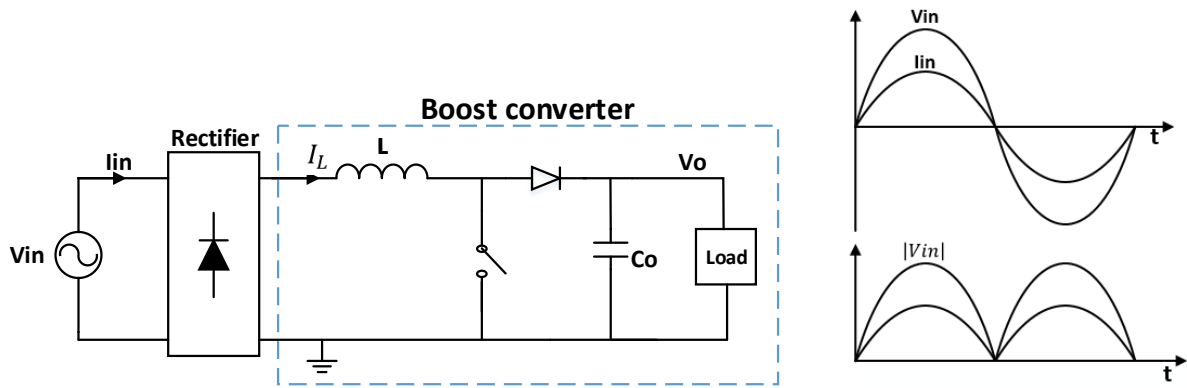 Boost converter
Rectifier
Iin
I_L
L
Vo
Vin
Co
Load
Vin
Iin
t
|Vin|
t